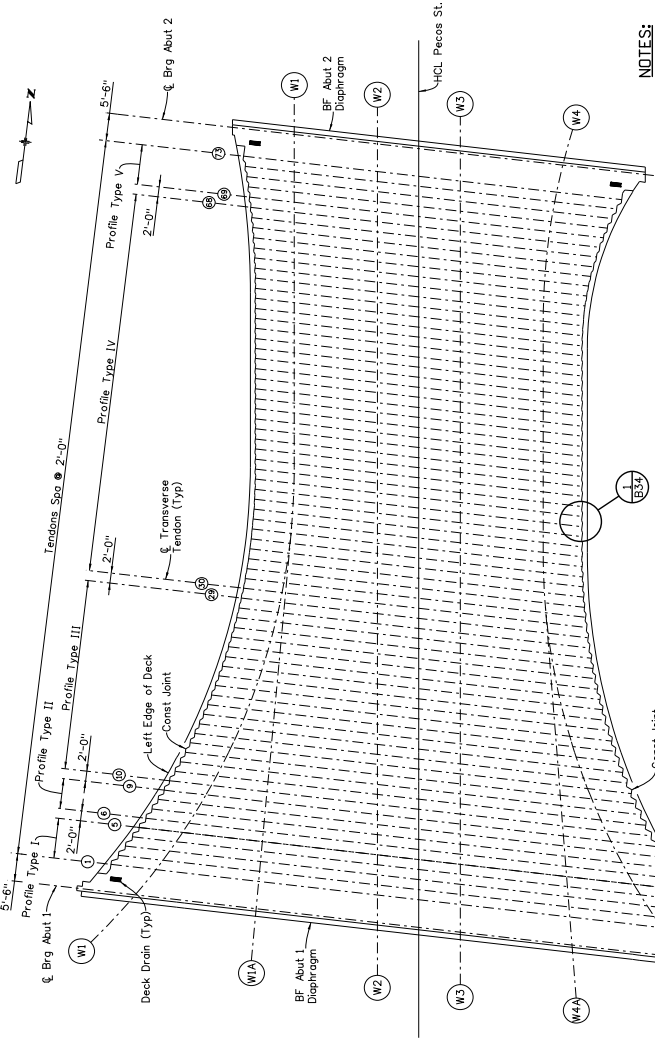 N
5'-6"
℄ Brg Abut 2
73
Profile Type V
69
68
2'-0"
Tendons Spa @ 2'-0"
Profile Type IV
℄ Transverse
Tendon (Typ)
2'-0"
30
29
Profile Type III
Profile Type II
2'-0"
10
9
Left Edge of Deck
Const Joint
6
5
2'-0"
Profile Type I
1
5'-6"
℄ Brg Abut 1
Deck Drain (Typ)
W1
W1A
BF Abut 1
Diaphragm
W2
W3
W4A
W1
BF Abut 2
Diaphragm
W2
HCL Pecos St.
W3
W4
1
B34
NOTES: